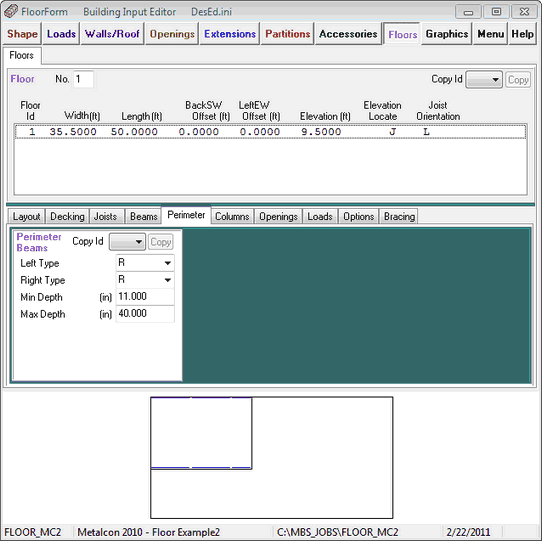 FloorForm Building Input Editor DesEd.ini
Shape Loads Walls/Roof Openings Extensions Partitions Accessories Floors Graphics Menu Help
Floors
Floor No. 1 Copy Id Copy
Floor Id Width(ft) Length(ft) BackSW Offset (ft) LeftEW Offset (ft) Elevation (ft) Elevation Locate Joist Orientation
1 35.5000 50.0000 0.0000 0.0000 9.5000 J L
Layout Decking Joists Beams Perimeter Columns Openings Loads Options Bracing
Perimeter Beams Copy Id Copy
Left Type R
Right Type R
Min Depth (in) 11.000
Max Depth (in) 40.000
FLOOR_MC2 Metalcon 2010 - Floor Example2 C:\MBS_JOBS\FLOOR_MC2 2/22/2011